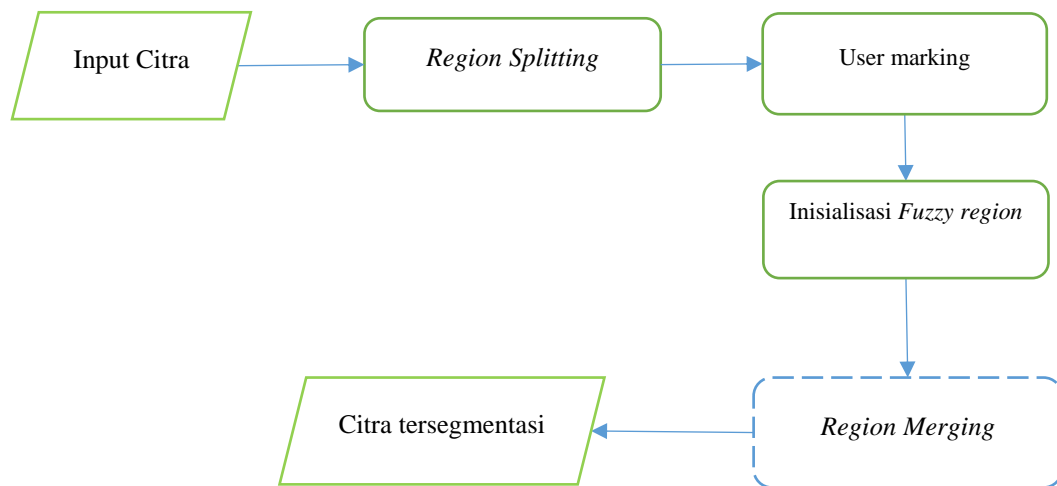 Input Citra
Region Splitting
User marking
Inisialisasi Fuzzy region
Region Merging
Citra tersegmentasi